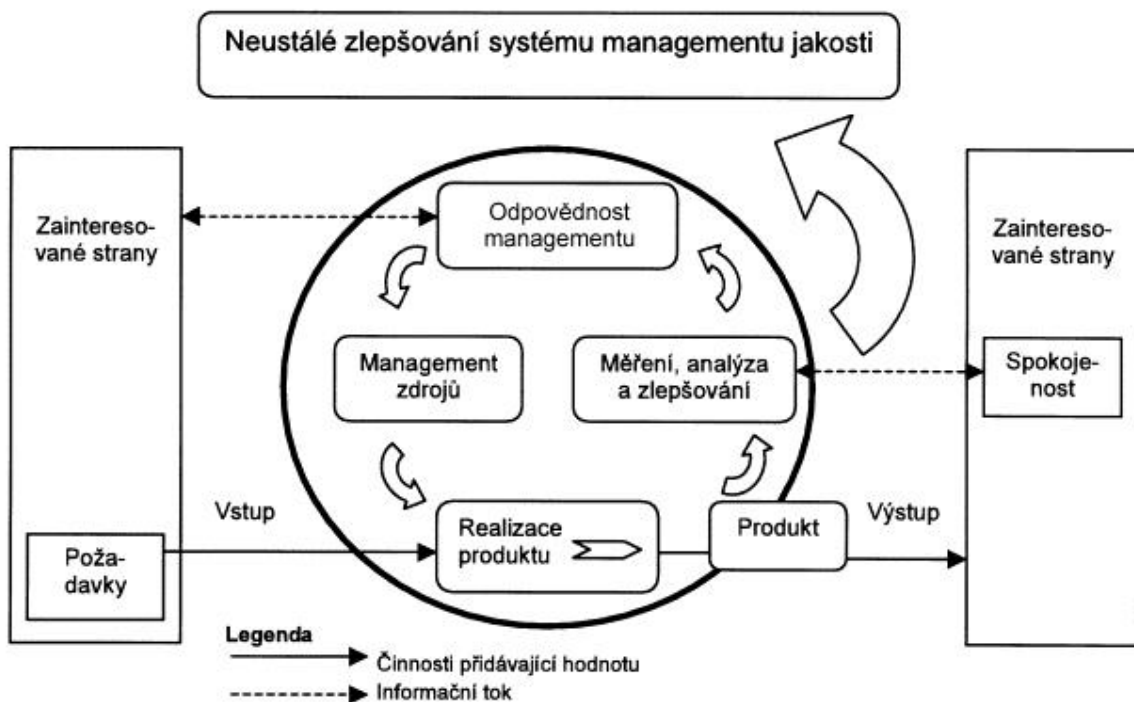 Neustálé zlepšování systému managementu jakosti
Zaintereso-
vané strany
Odpovědnost
managementu
Zaintereso-
vané strany
Management
zdrojů
Měření, analýza
a zlepšování
Spokoje-
nost
Vstup
Realizace
produktu
Produkt
Výstup
Poža-
davky
Legenda
Činnosti přidávající hodnotu
Informační tok